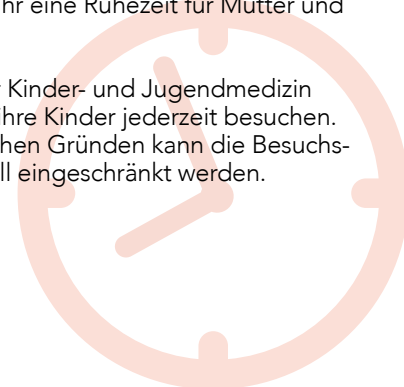 hr eine Ruhezeit für Mütter und
Kinder- und Jugendmedizin
ihre Kinder jederzeit besuchen.
hen Gründen kann die Besuchs-
ll eingeschränkt werden.